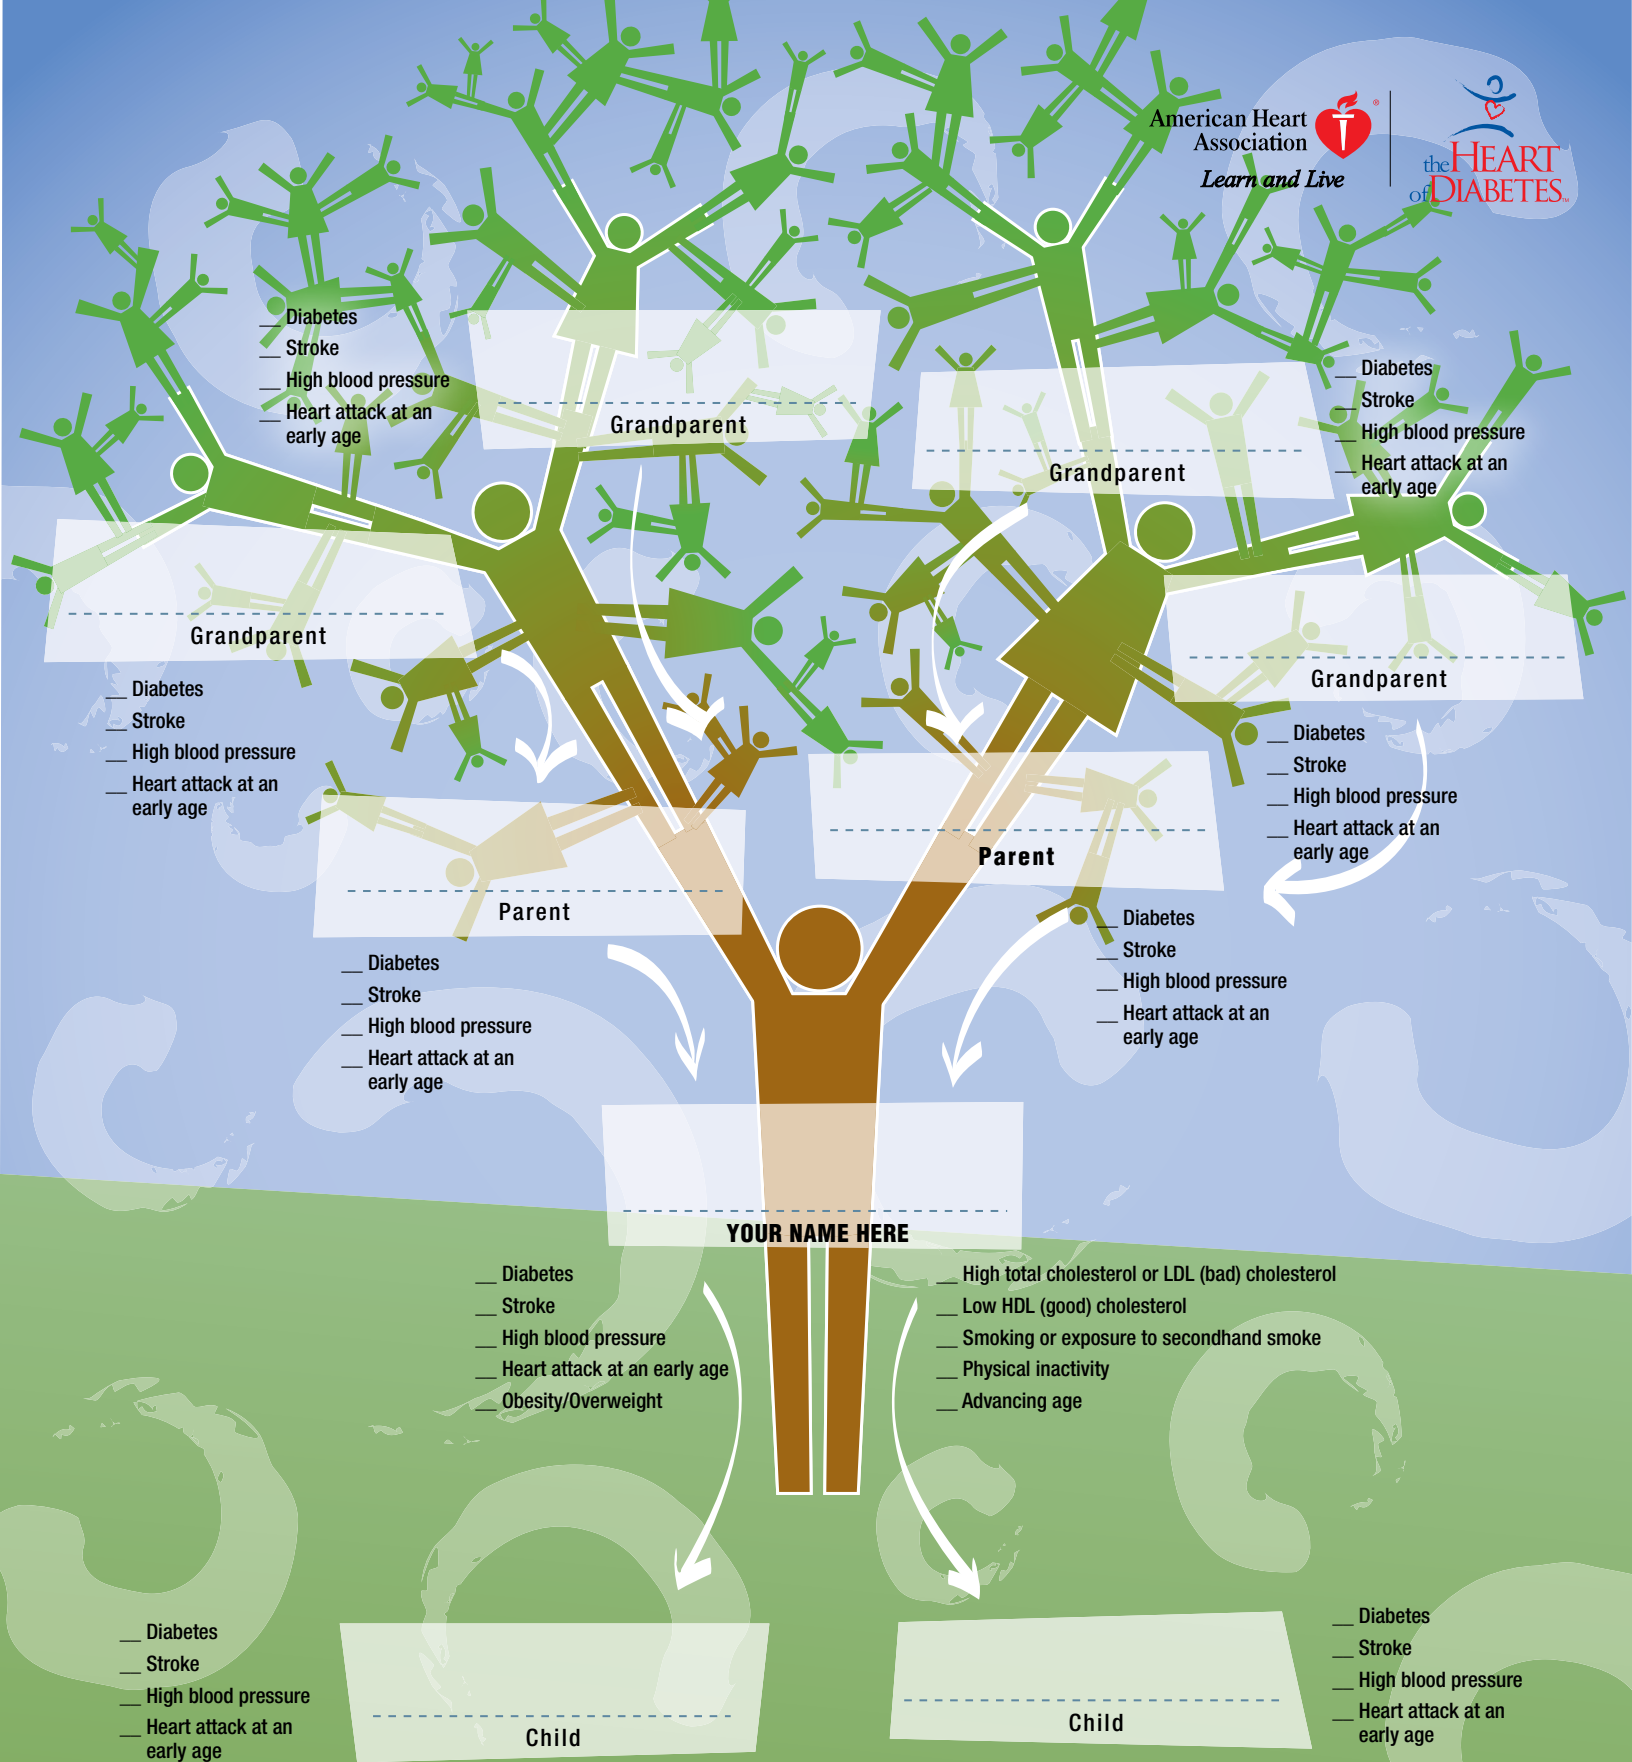 American Heart
Association
®
Learn and Live
the HEART
of DIABETES™
__ Diabetes
__ Stroke
__ High blood pressure
__ Heart attack at an
early age
Grandparent
Grandparent
__ Diabetes
__ Stroke
__ High blood pressure
__ Heart attack at an
early age
Grandparent
__ Diabetes
__ Stroke
__ High blood pressure
__ Heart attack at an
early age
Grandparent
__ Diabetes
__ Stroke
__ High blood pressure
__ Heart attack at an
early age
Parent
__ Diabetes
__ Stroke
__ High blood pressure
__ Heart attack at an
early age
Parent
__ Diabetes
__ Stroke
__ High blood pressure
__ Heart attack at an
early age
YOUR NAME HERE
__ Diabetes
__ Stroke
__ High blood pressure
__ Heart attack at an early age
__ Obesity/Overweight
__ High total cholesterol or LDL (bad) cholesterol
__ Low HDL (good) cholesterol
__ Smoking or exposure to secondhand smoke
__ Physical inactivity
__ Advancing age
__ Diabetes
__ Stroke
__ High blood pressure
__ Heart attack at an
early age
Child
Child
__ Diabetes
__ Stroke
__ High blood pressure
__ Heart attack at an
early age